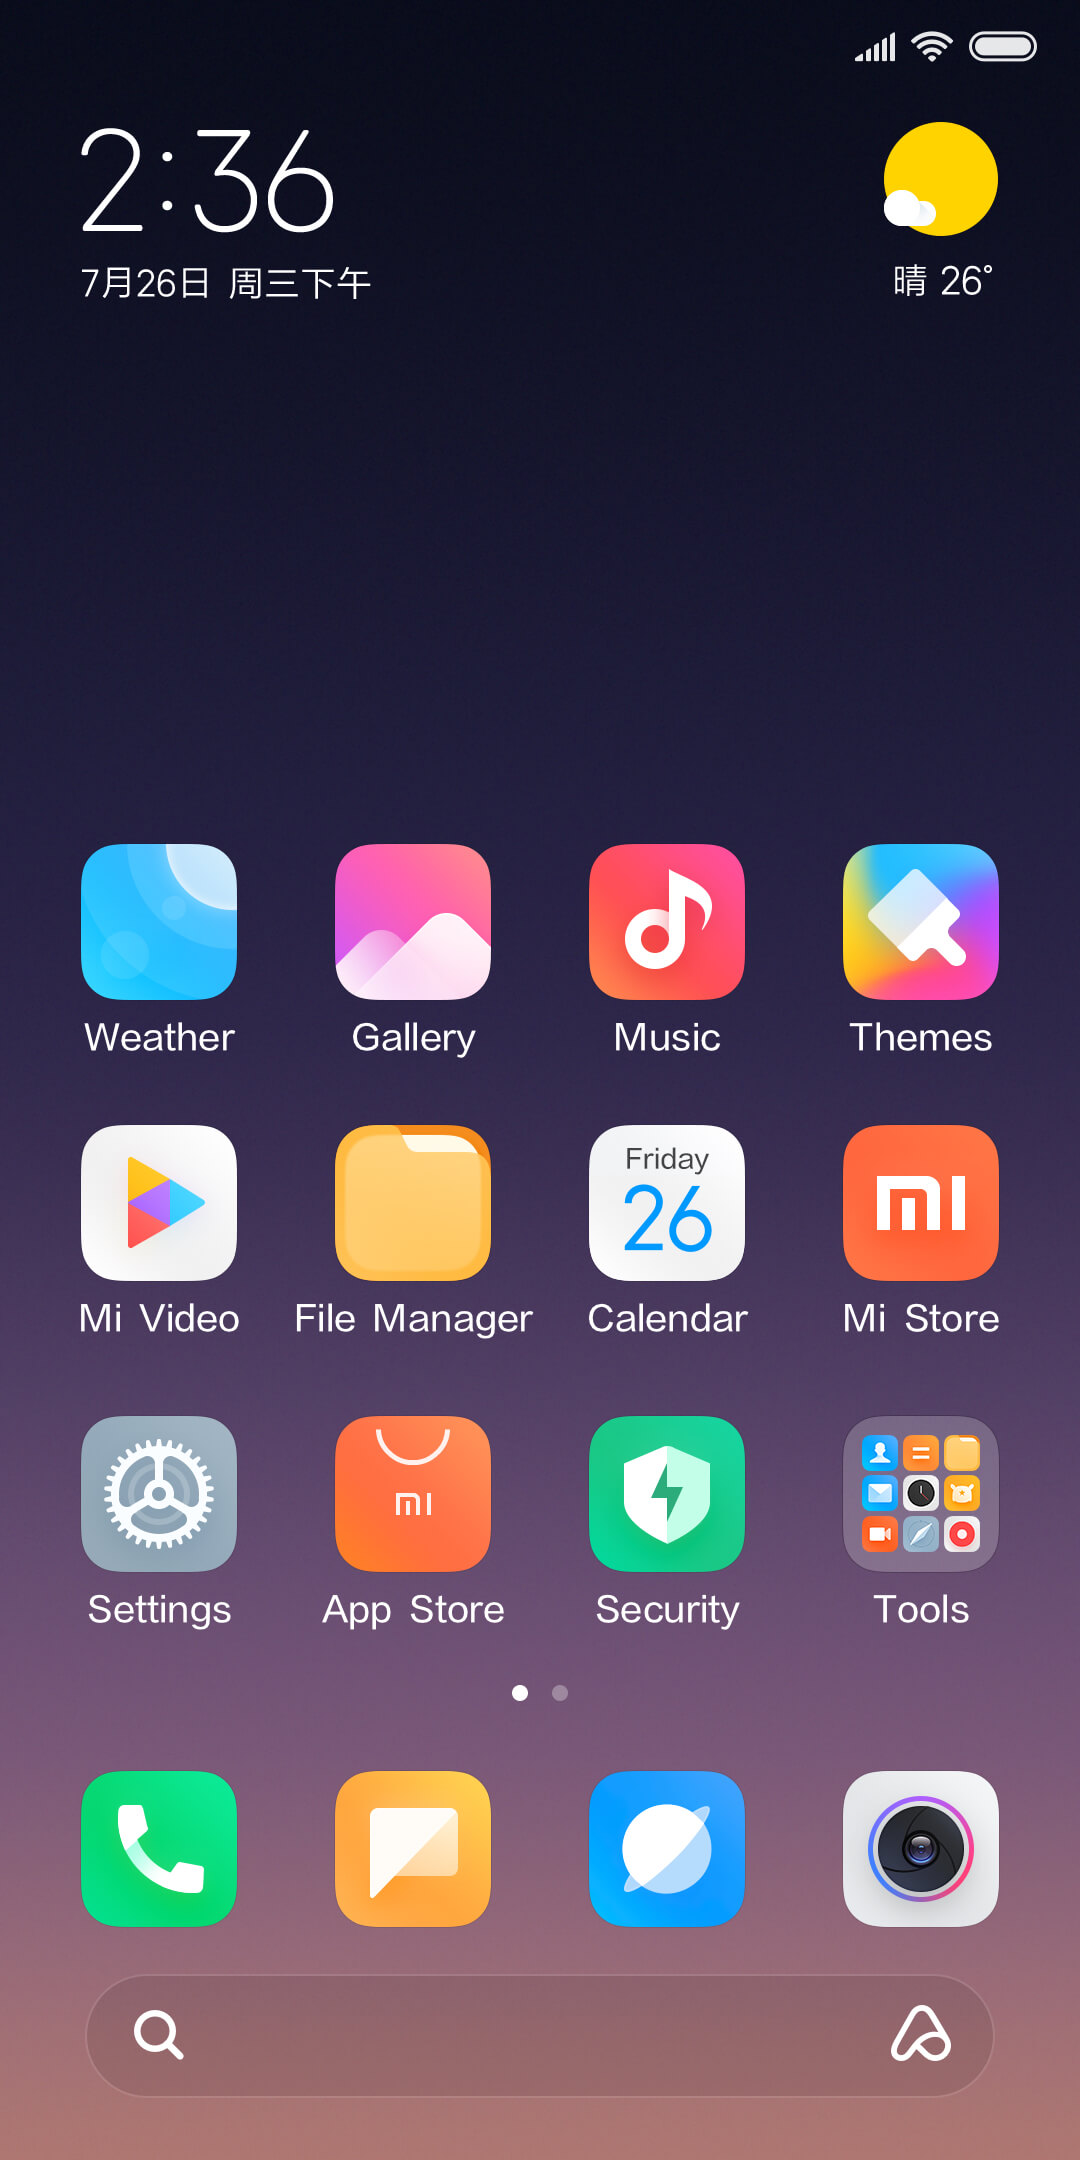 2:36
7月26日 周三下午
晴 26°
Weather
Gallery
Music
Themes
Friday
26
mi
Mi Video
File Manager
Calendar
Mi Store
mi
Settings
App Store
Security
Tools